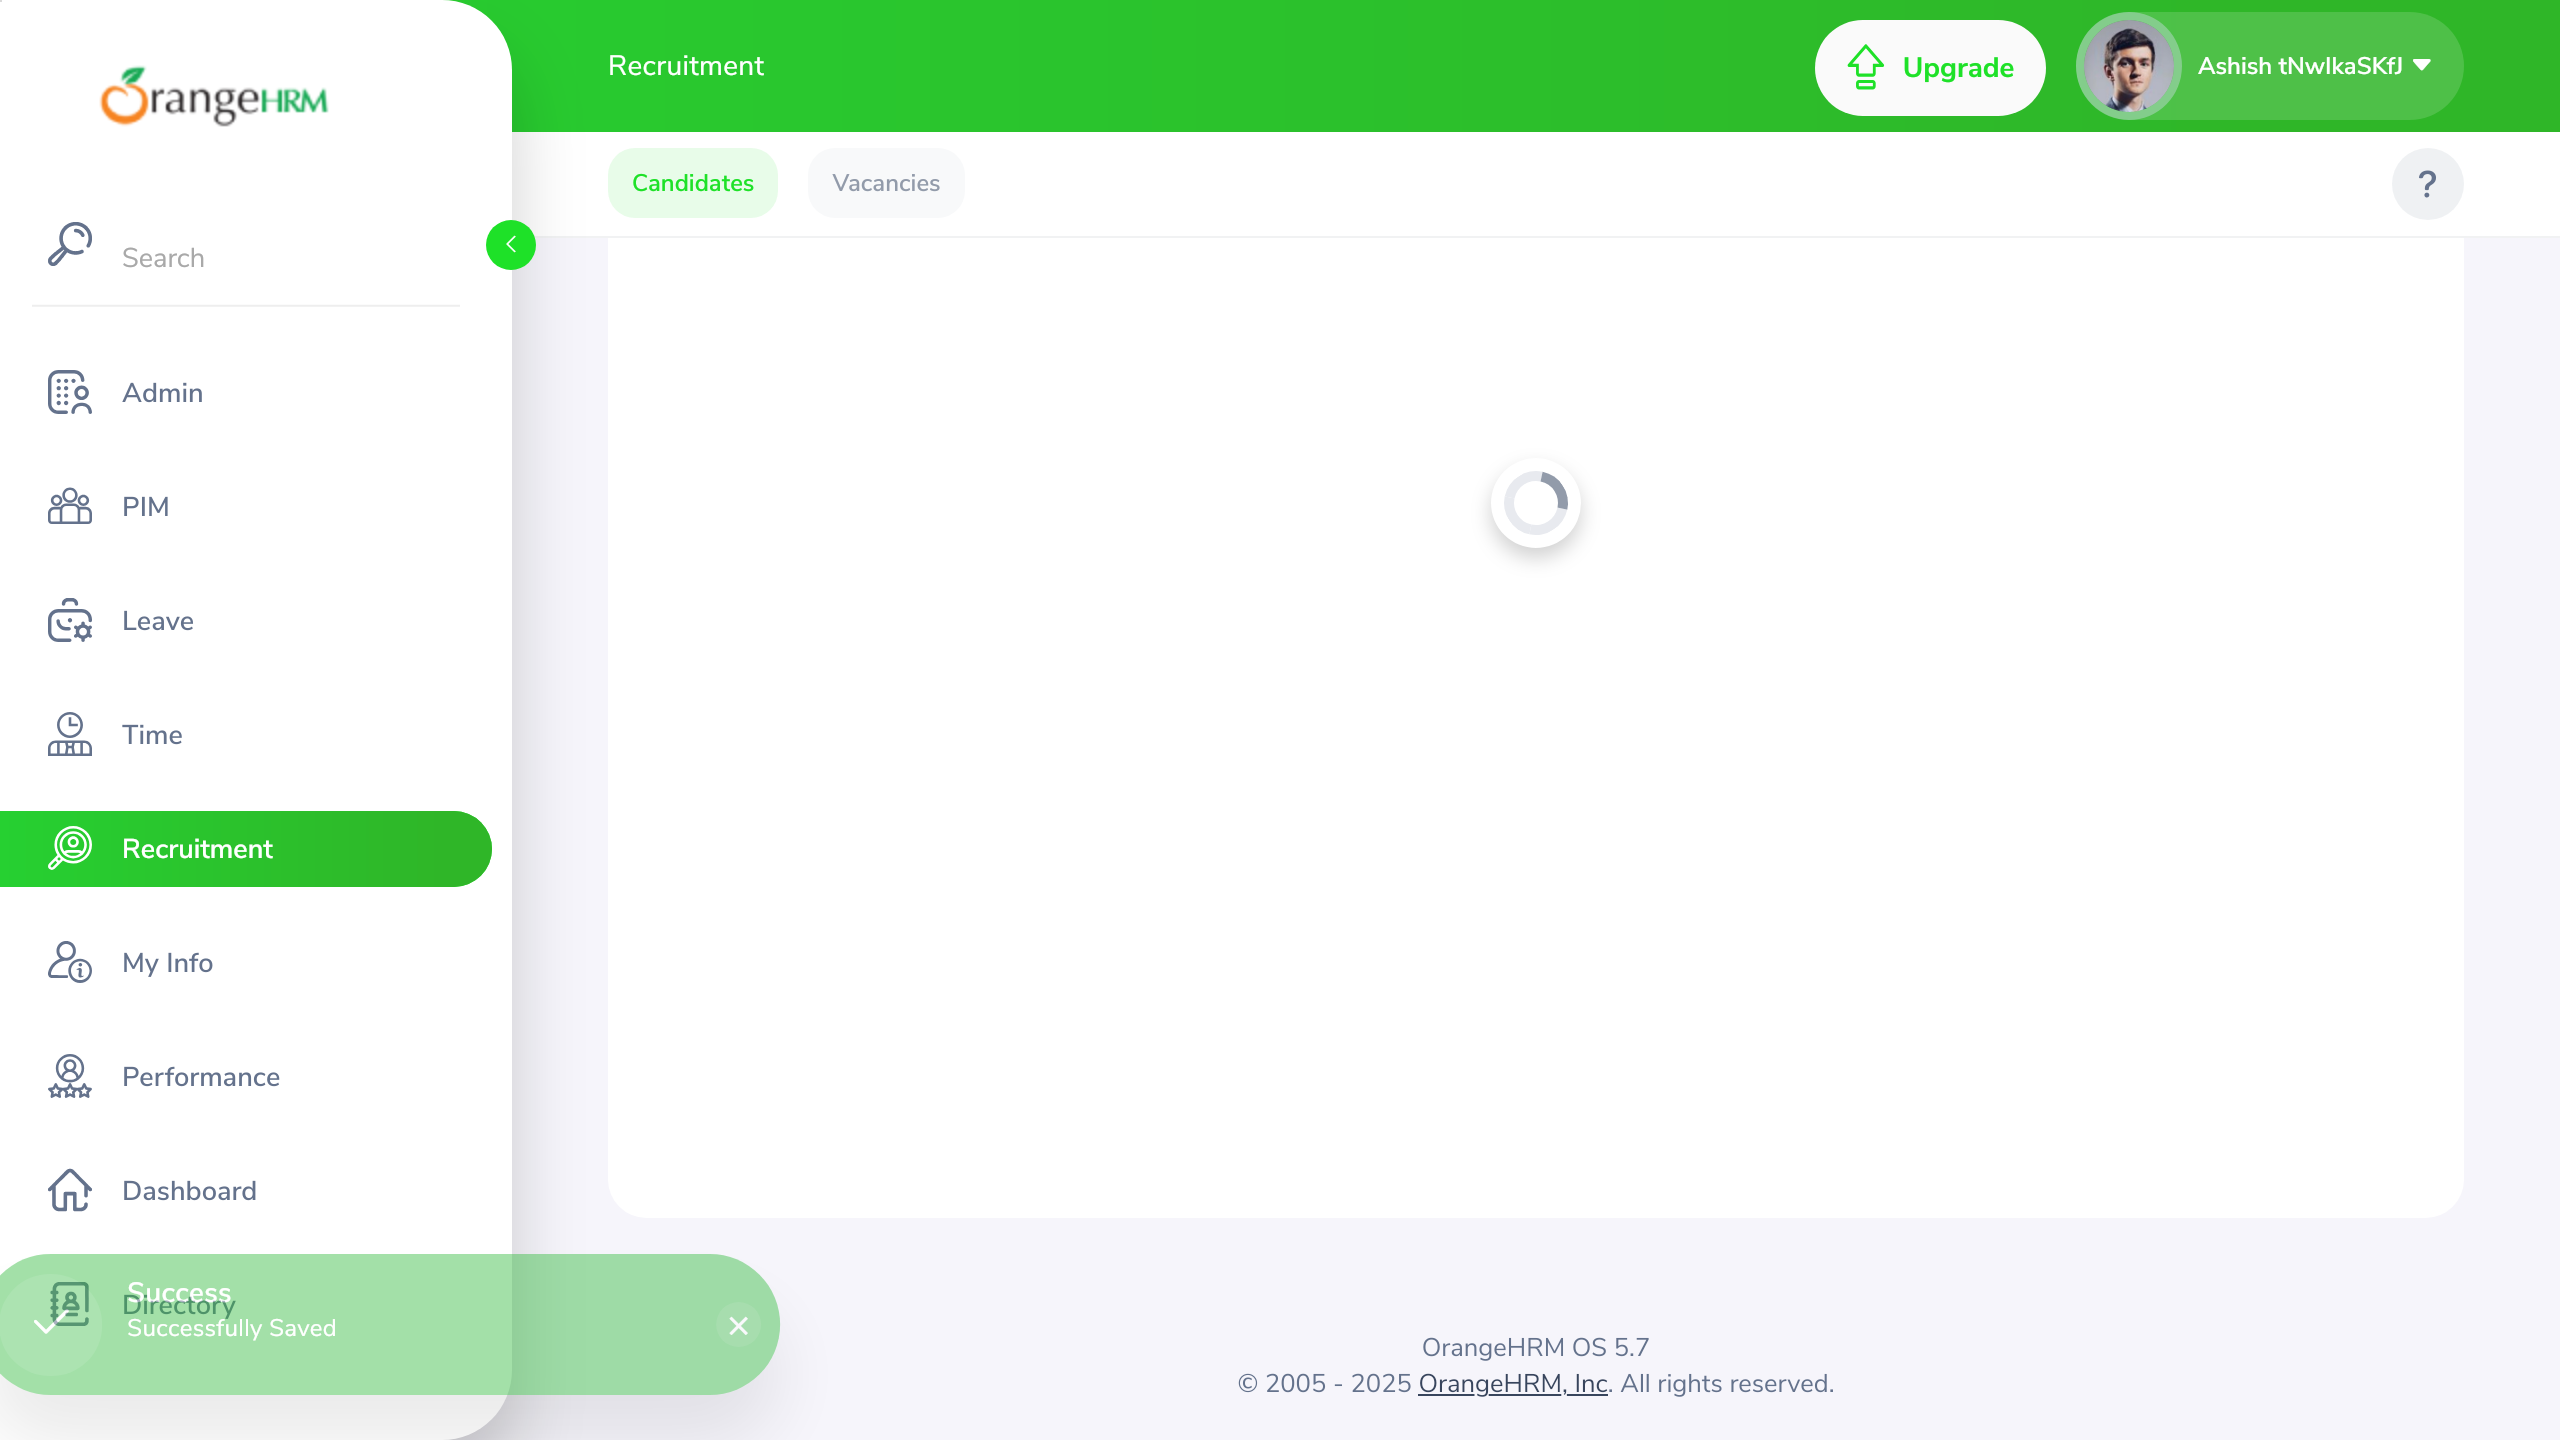 OrangeHRM
Recruitment
Upgrade
Ashish tNwIkaSKfJ
Candidates
Vacancies
?
Search
Admin
PIM
Leave
Time
Recruitment
My Info
Performance
Dashboard
Directory
Success
Successfully Saved
OrangeHRM OS 5.7
© 2005 - 2025 OrangeHRM, Inc. All rights reserved.